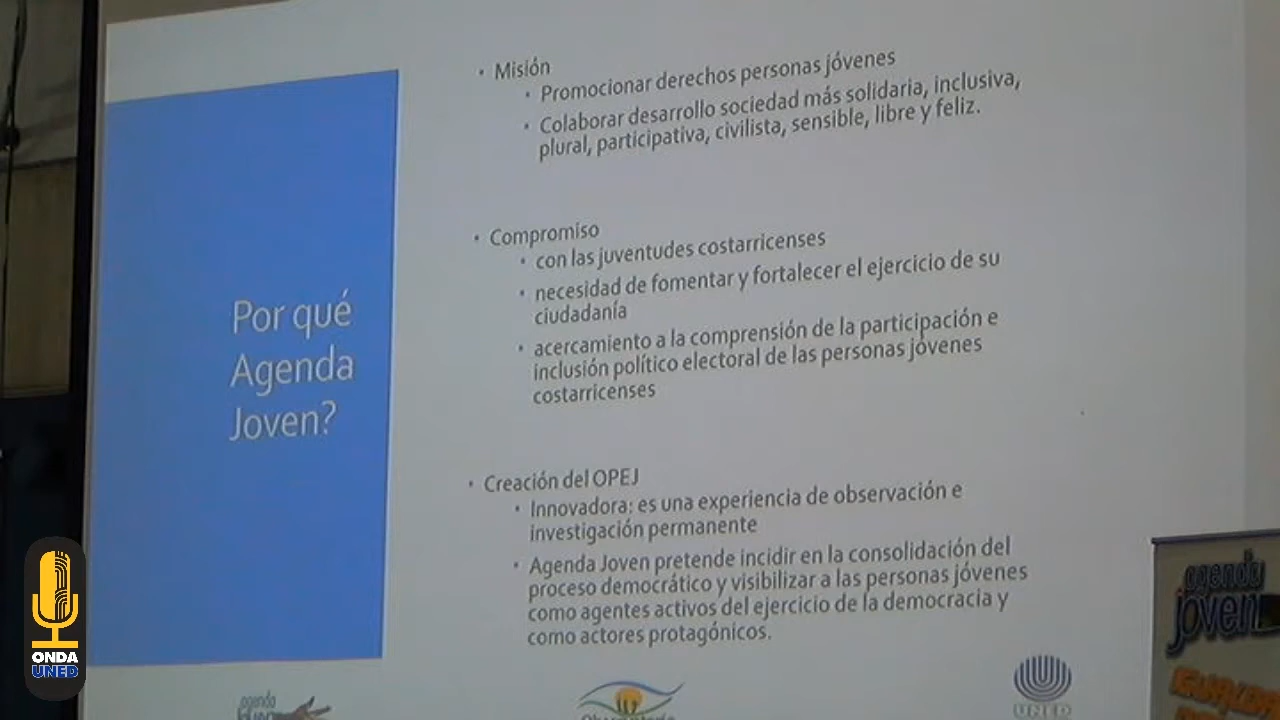 Por qué
Agenda
Joven?
• Misión
• Promocionar derechos personas jóvenes
• Colaborar desarrollo sociedad más solidaria, inclusiva,
plural, participativa, civilista, sensible, libre y feliz.
• Compromiso
• con las juventudes costarricenses
• necesidad de fomentar y fortalecer el ejercicio de su
ciudadanía
• acercamiento a la comprensión de la participación e
inclusión político electoral de las personas jóvenes
costarricenses
• Creación del OPEJ
• Innovadora: es una experiencia de observación e
investigación permanente
• Agenda Joven pretende incidir en la consolidación del
proceso democrático y visibilizar a las personas jóvenes
como agentes activos del ejercicio de la democracia y
como actores protagónicos.
agenda
joven
UNED
agenda
joven
ONDA
UNED